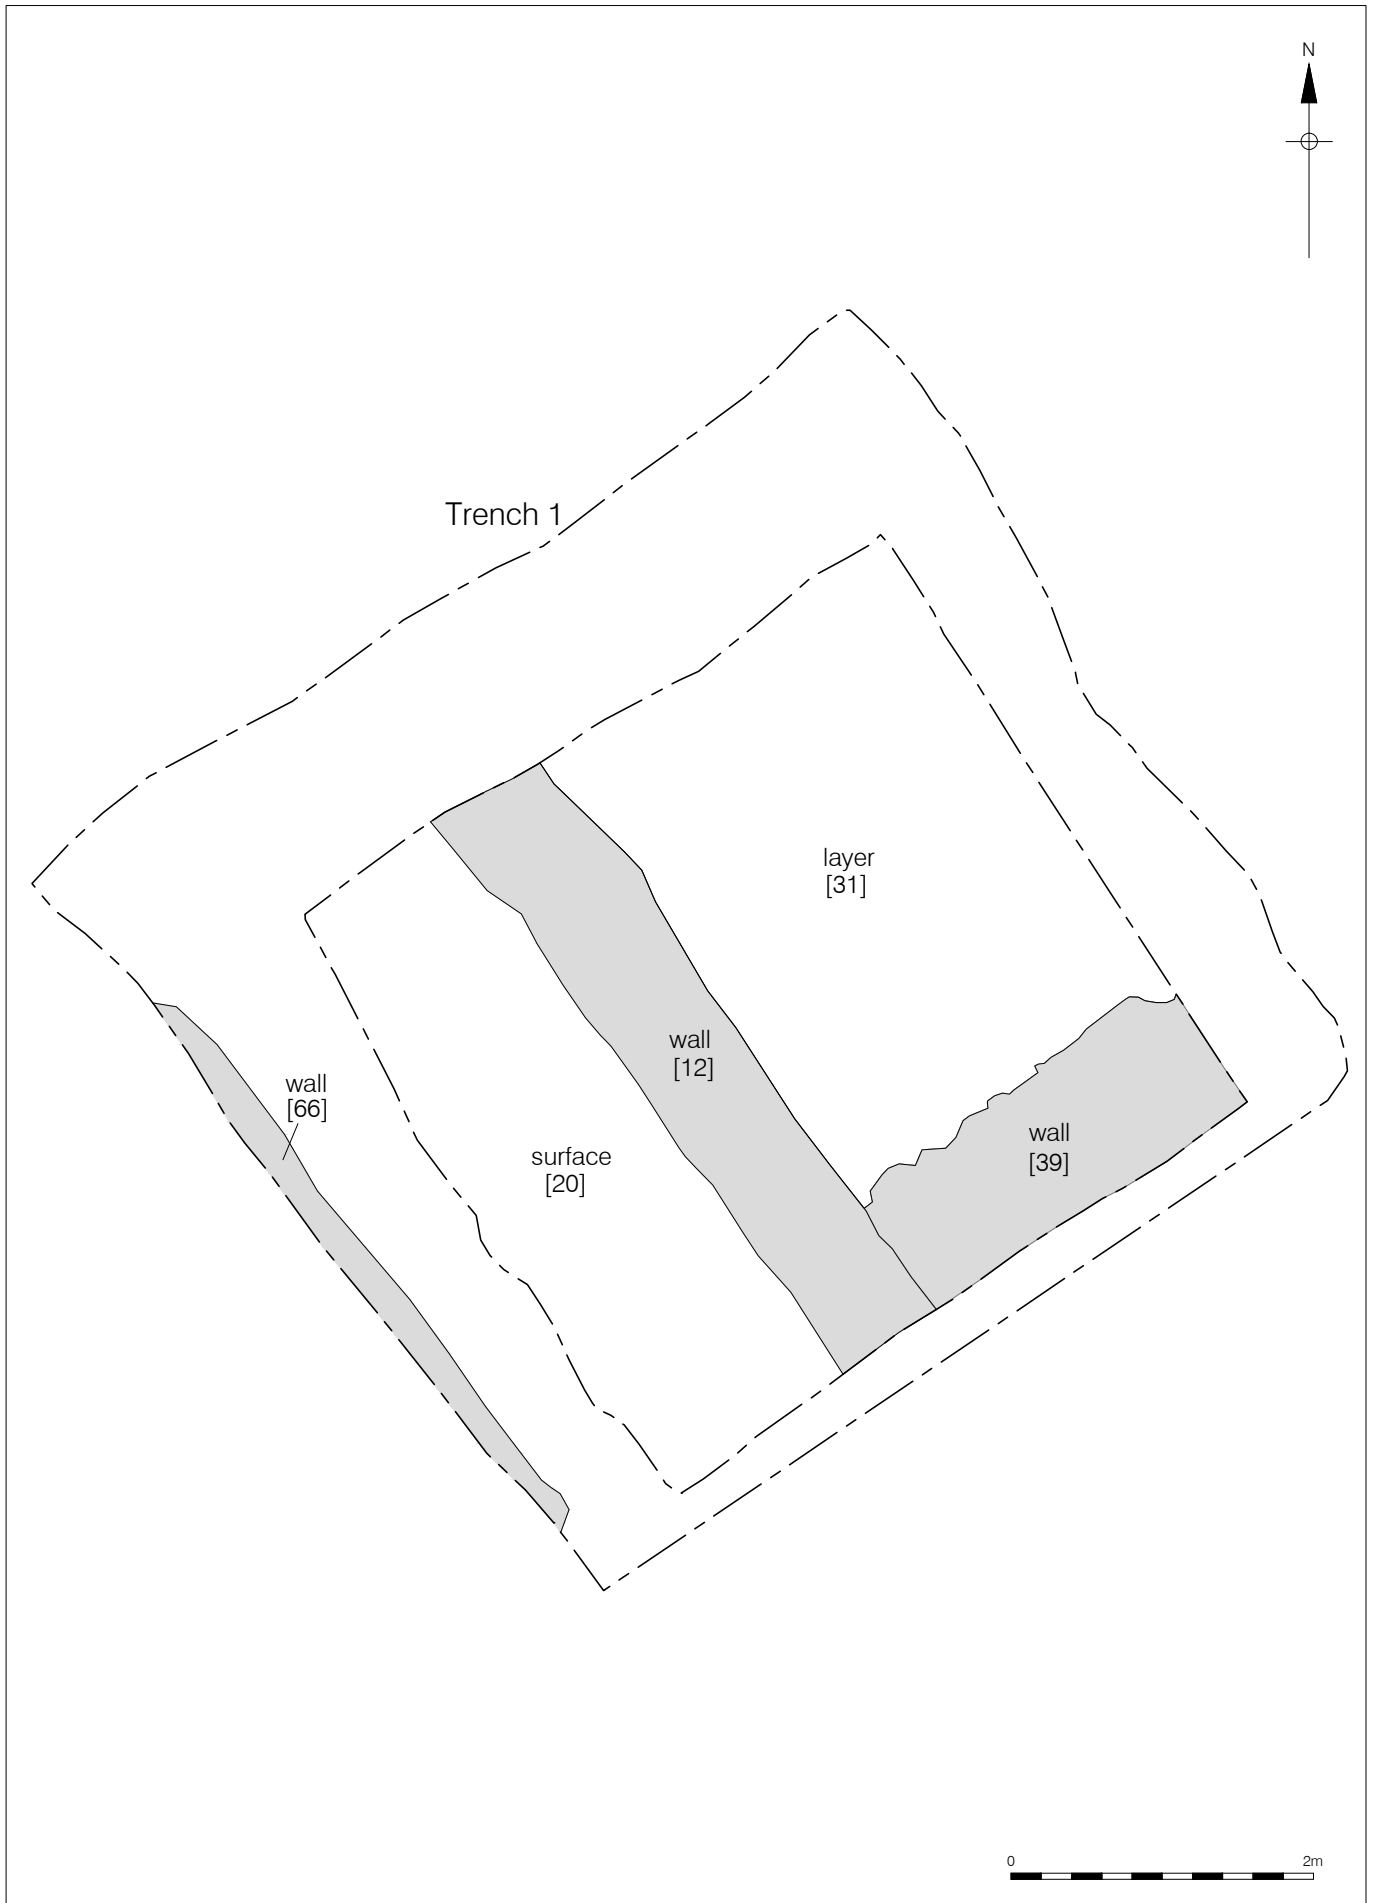 N
Trench 1
layer
[31]
wall
[12]
wall
[66]
wall
[39]
surface
[20]
0 2m